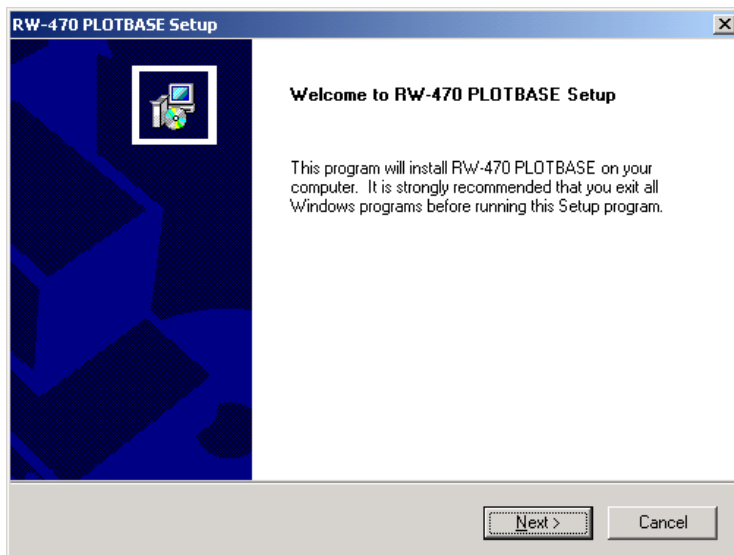 RW-470 PLOTBASE Setup
Welcome to RW-470 PLOTBASE Setup
This program will install RW-470 PLOTBASE on your
computer.  It is strongly recommended that you exit all
Windows programs before running this Setup program.
Next >
Cancel